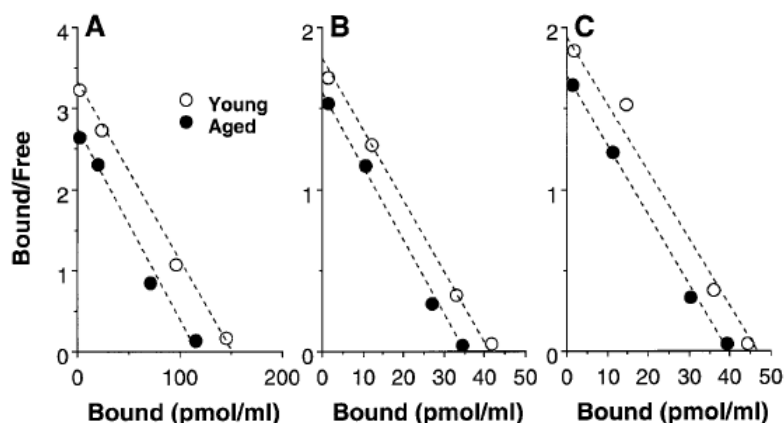 A B C
4 2 2
Young
Aged
3
2 1 1
1
0 0 0
0 100 200 0 10 20 30 40 50 0 10 20 30 40 50
Bound/Free
Bound (pmol/ml) Bound (pmol/ml) Bound (pmol/ml)